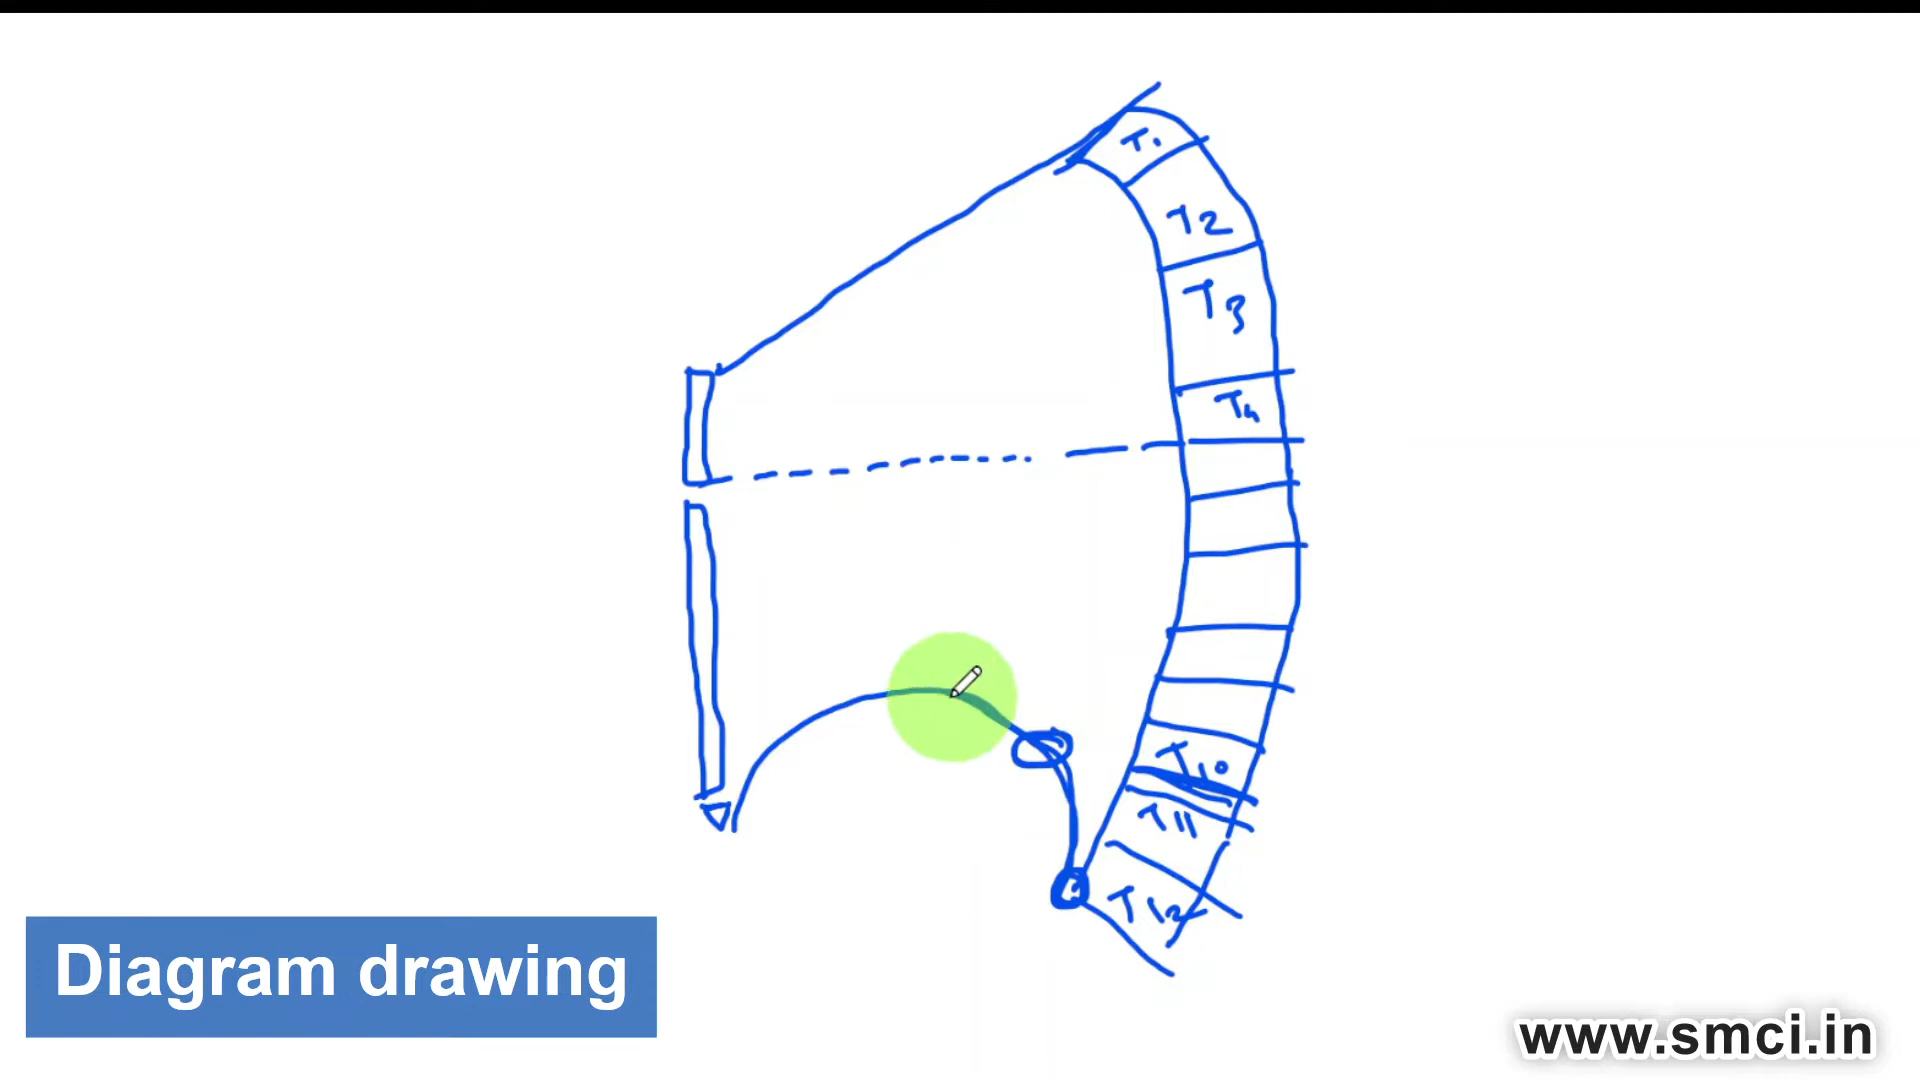 T1
T2
T3
T4
T10
T11
T12
Diagram drawing
www.smci.in